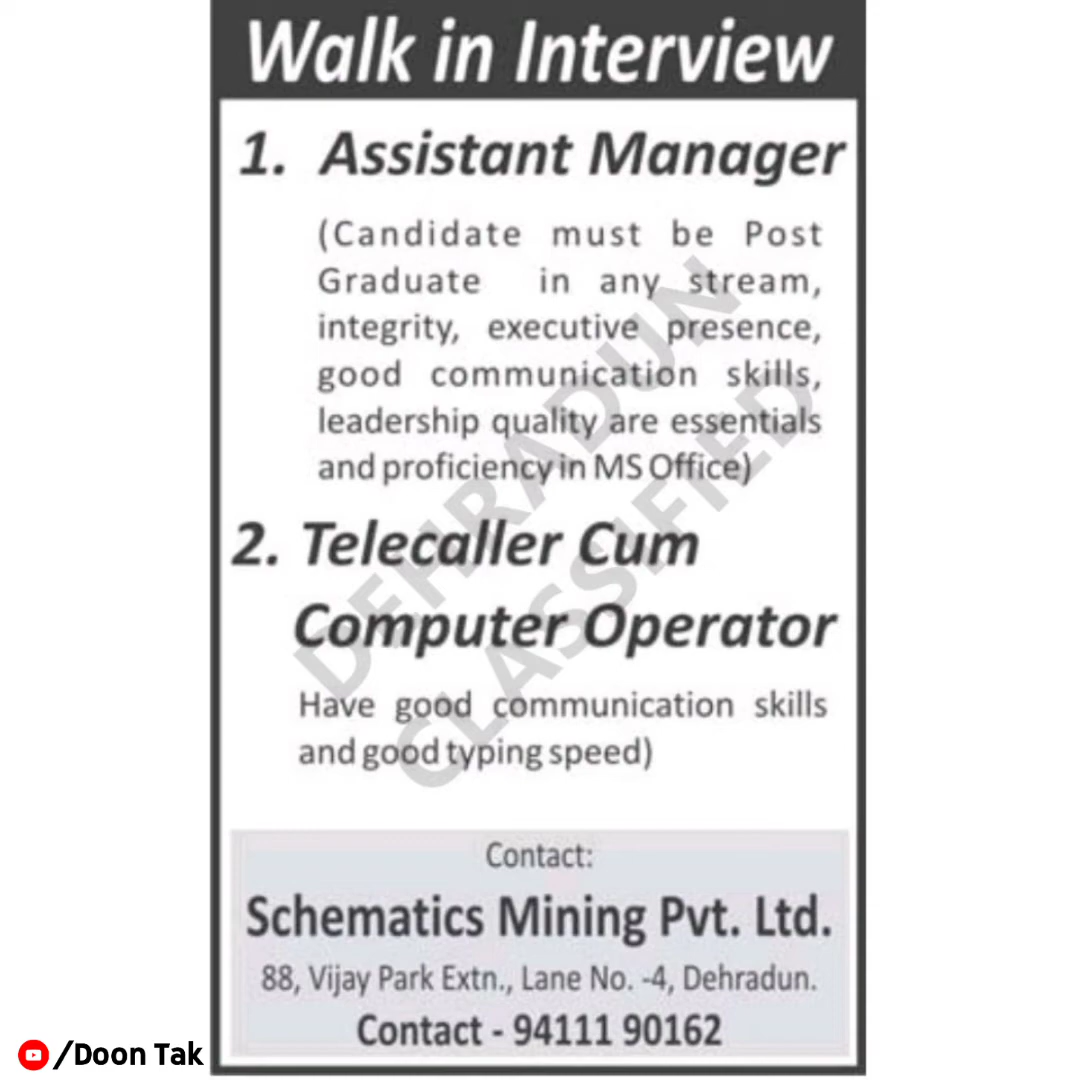 Walk in Interview
1. Assistant Manager
(Candidate must be Post
Graduate in any stream,
integrity, executive presence,
good communication skills,
leadership quality are essentials
and proficiency in MS Office)
2. Telecaller Cum
Computer Operator
Have good communication skills
and good typing speed)
DEHRADUN
CLASSIFIED
Contact:
Schematics Mining Pvt. Ltd.
88, Vijay Park Extn., Lane No. -4, Dehradun.
Contact - 94111 90162
/Doon Tak